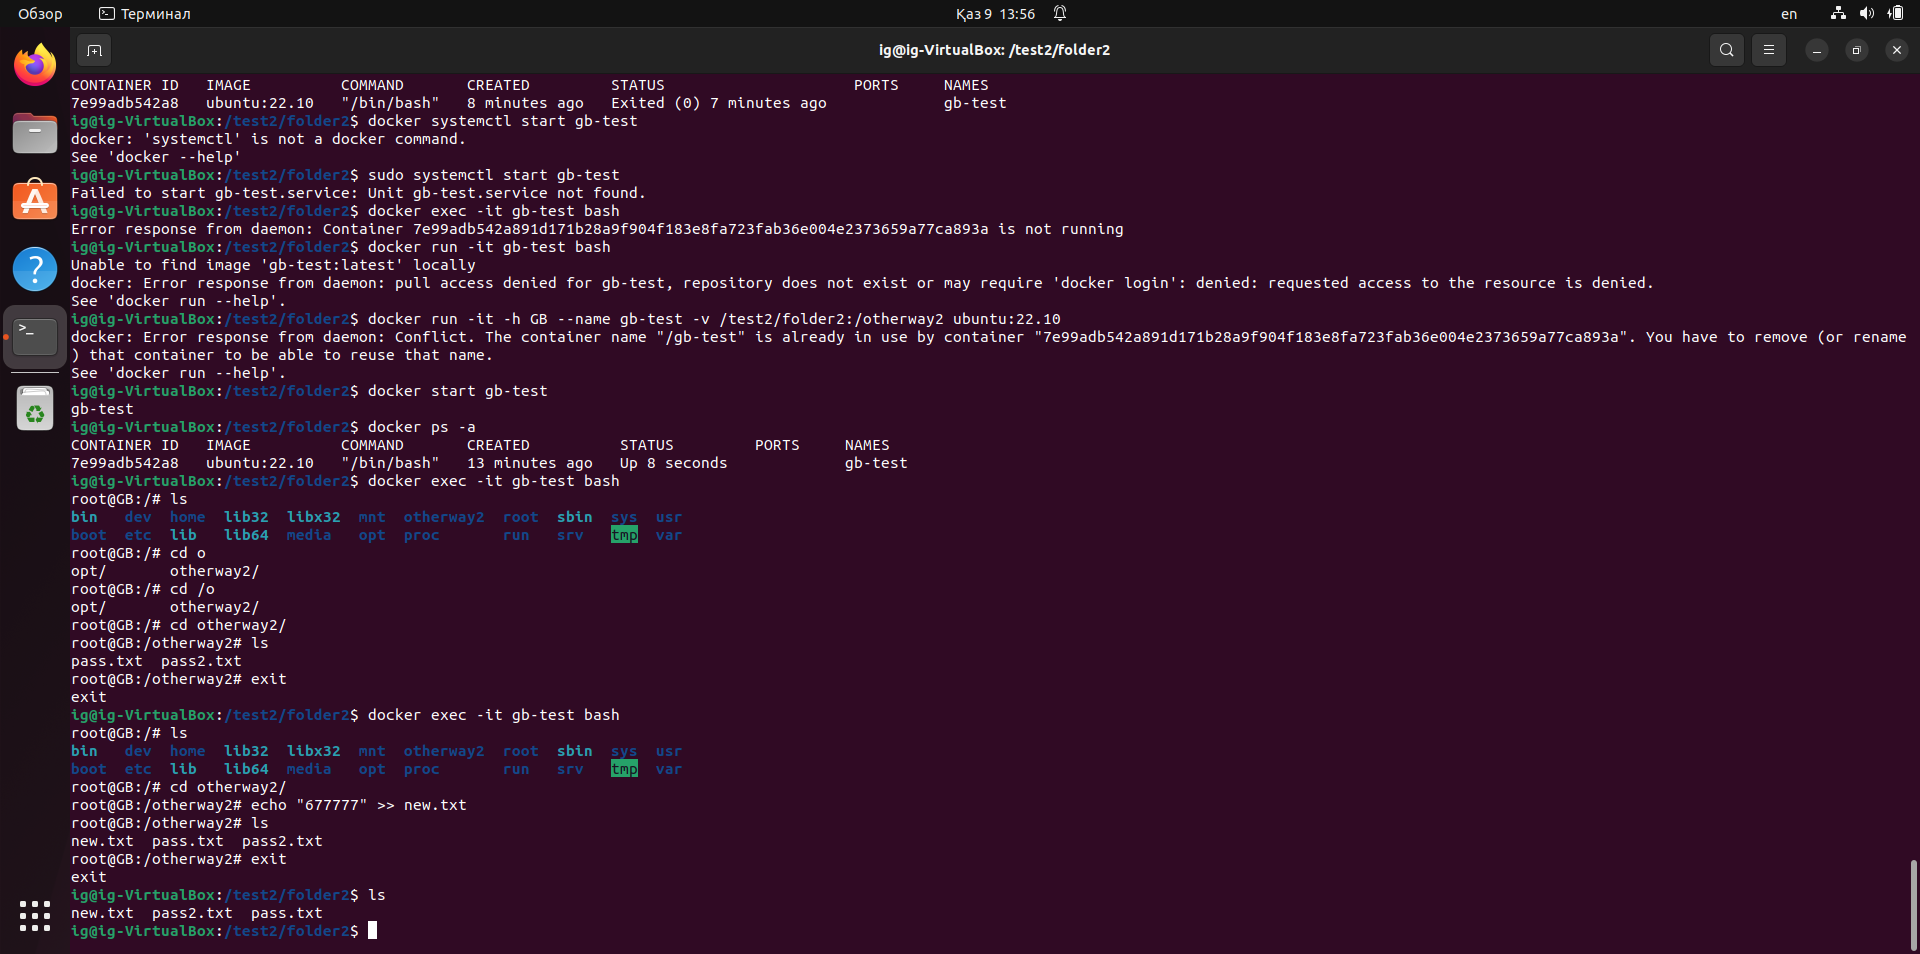 Обзор Терминал Қаз 9 13:56 en
ig@ig-VirtualBox: /test2/folder2
CONTAINER ID IMAGE COMMAND CREATED STATUS PORTS NAMES
7e99adb542a8 ubuntu:22.10 "/bin/bash" 8 minutes ago Exited (0) 7 minutes ago gb-test
ig@ig-VirtualBox:/test2/folder2$ docker systemctl start gb-test
docker: 'systemctl' is not a docker command.
See 'docker --help'
ig@ig-VirtualBox:/test2/folder2$ sudo systemctl start gb-test
Failed to start gb-test.service: Unit gb-test.service not found.
ig@ig-VirtualBox:/test2/folder2$ docker exec -it gb-test bash
Error response from daemon: Container 7e99adb542a891d171b28a9f904f183e8fa723fab36e004e2373659a77ca893a is not running
ig@ig-VirtualBox:/test2/folder2$ docker run -it gb-test bash
Unable to find image 'gb-test:latest' locally
docker: Error response from daemon: pull access denied for gb-test, repository does not exist or may require 'docker login': denied: requested access to the resource is denied.
See 'docker run --help'.
ig@ig-VirtualBox:/test2/folder2$ docker run -it -h GB --name gb-test -v /test2/folder2:/otherway2 ubuntu:22.10
docker: Error response from daemon: Conflict. The container name "/gb-test" is already in use by container "7e99adb542a891d171b28a9f904f183e8fa723fab36e004e2373659a77ca893a". You have to remove (or rename
) that container to be able to reuse that name.
See 'docker run --help'.
ig@ig-VirtualBox:/test2/folder2$ docker start gb-test
gb-test
ig@ig-VirtualBox:/test2/folder2$ docker ps -a
CONTAINER ID IMAGE COMMAND CREATED STATUS PORTS NAMES
7e99adb542a8 ubuntu:22.10 "/bin/bash" 13 minutes ago Up 8 seconds gb-test
ig@ig-VirtualBox:/test2/folder2$ docker exec -it gb-test bash
root@GB:/# ls
bin dev home lib32 libx32 mnt otherway2 root sbin sys usr
boot etc lib lib64 media opt proc run srv tmp var
root@GB:/# cd o
opt/ otherway2/
root@GB:/# cd /o
opt/ otherway2/
root@GB:/# cd otherway2/
root@GB:/otherway2# ls
pass.txt pass2.txt
root@GB:/otherway2# exit
exit
ig@ig-VirtualBox:/test2/folder2$ docker exec -it gb-test bash
root@GB:/# ls
bin dev home lib32 libx32 mnt otherway2 root sbin sys usr
boot etc lib lib64 media opt proc run srv tmp var
root@GB:/# cd otherway2/
root@GB:/otherway2# echo "677777" >> new.txt
root@GB:/otherway2# ls
new.txt pass.txt pass2.txt
root@GB:/otherway2# exit
exit
ig@ig-VirtualBox:/test2/folder2$ ls
new.txt pass2.txt pass.txt
ig@ig-VirtualBox:/test2/folder2$